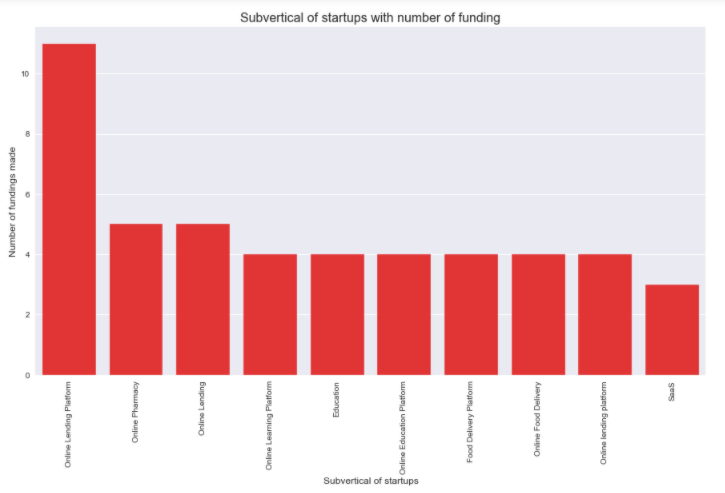 Subvertical of startups with number of funding
Number of fundings made
10
8
6
4
2
0
Online Lending Platform
Online Pharmacy
Online Lending
Online Learning Platform
Education
Online Education Platform
Food Delivery Platform
Online Food Delivery
Online lending platform
SaaS
Subvertical of startups